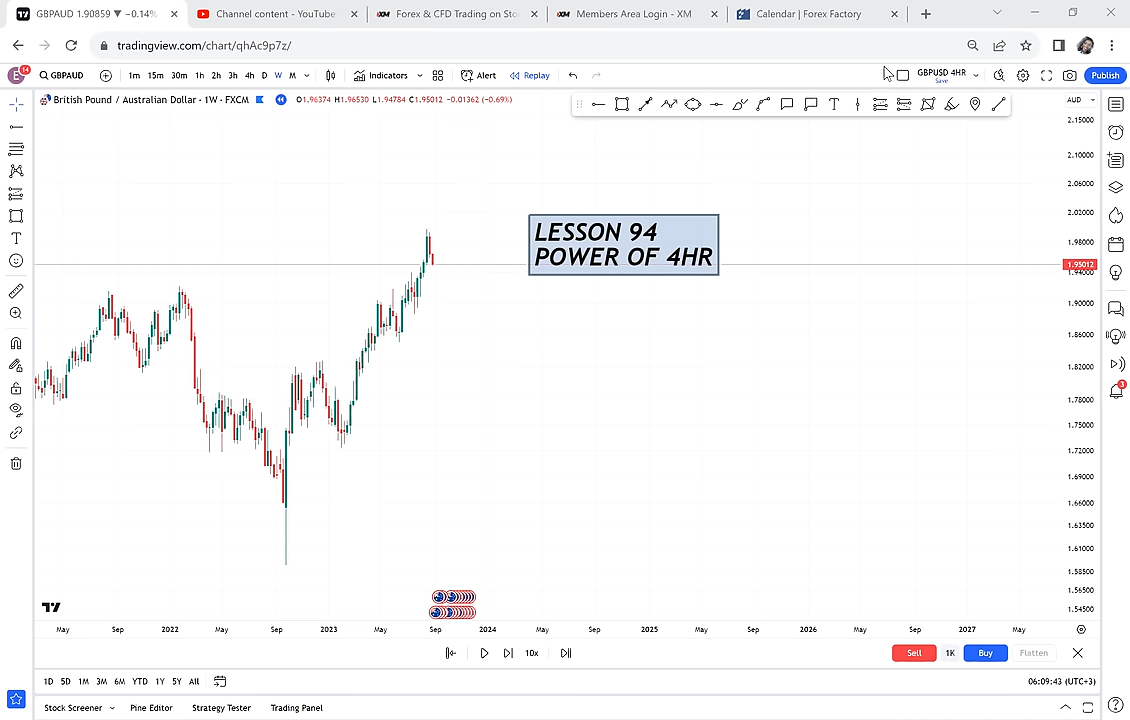 GBPAUD 1.90859 ▼ −0.14%
Channel content - YouTube
XM Forex & CFD Trading on Sto
XM Members Area Login - XM
Calendar | Forex Factory
tradingview.com/chart/qhAc9p7z/
E 14 GBPAUD 1m 15m 30m 1h 2h 3h 4h D W M Indicators Alert Replay GBPUSD 4HR Save Publish
British Pound / Australian Dollar · 1W · FXCM O1.96374 H1.96530 L1.94784 C1.95012 −0.01362 (−0.69%)
AUD
2.15000
2.10000
2.06000
2.02000
LESSON 94
POWER OF 4HR
1.98000
1.95012
1.94000
1.90000
1.86000
1.82000
1.78000
1.75000
1.72000
1.69000
1.66000
1.63500
1.61000
1.58500
1.56500
1.54500
3
May Sep 2022 May Sep 2023 May Sep 2024 May Sep 2025 May Sep 2026 May Sep 2027 May
10x Sell 1K Buy Flatten
1D 5D 1M 3M 6M YTD 1Y 5Y All 06:09:43 (UTC+3)
Stock Screener Pine Editor Strategy Tester Trading Panel